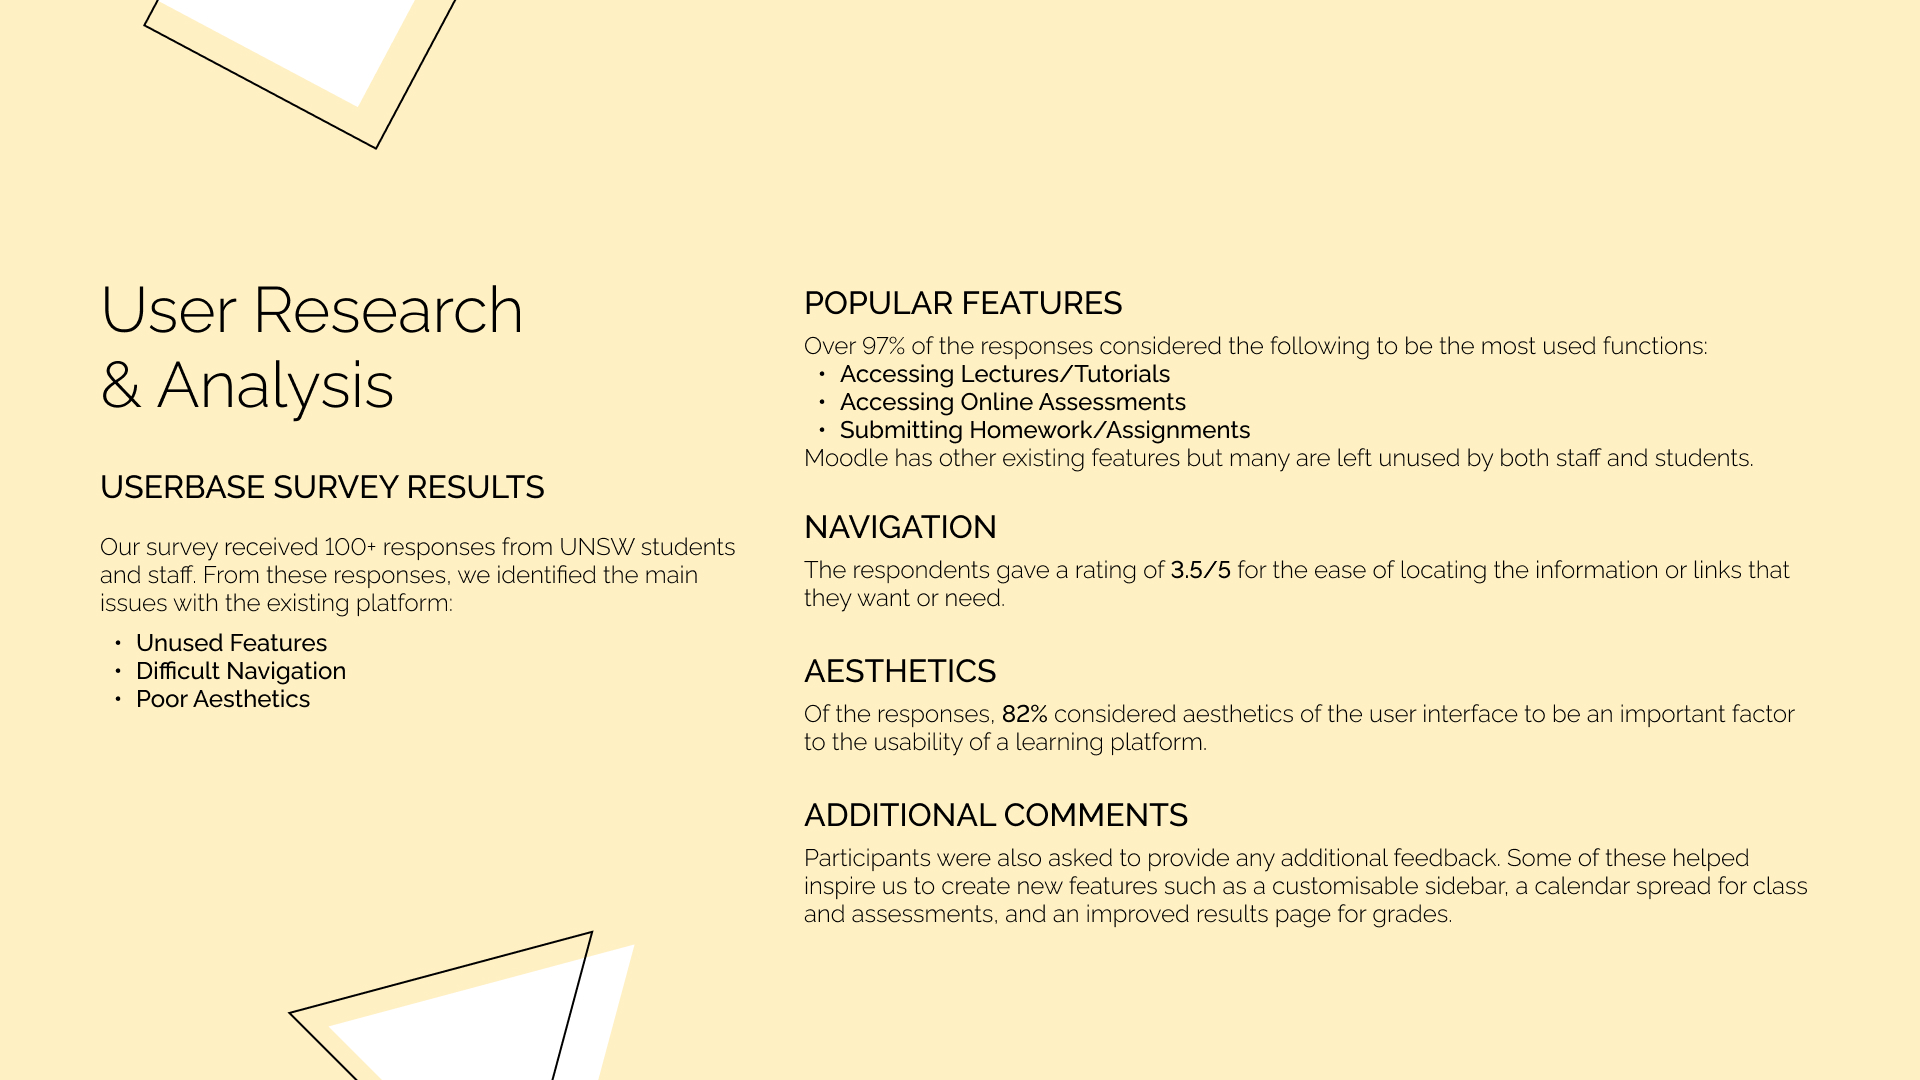 User Research
& Analysis
USERBASE SURVEY RESULTS
Our survey received 100+ responses from UNSW students
and staff. From these responses, we identified the main
issues with the existing platform:
• Unused Features
• Difficult Navigation
• Poor Aesthetics
POPULAR FEATURES
Over 97% of the responses considered the following to be the most used functions:
• Accessing Lectures/Tutorials
• Accessing Online Assessments
• Submitting Homework/Assignments
Moodle has other existing features but many are left unused by both staff and students.
NAVIGATION
The respondents gave a rating of 3.5/5 for the ease of locating the information or links that
they want or need.
AESTHETICS
Of the responses, 82% considered aesthetics of the user interface to be an important factor
to the usability of a learning platform.
ADDITIONAL COMMENTS
Participants were also asked to provide any additional feedback. Some of these helped
inspire us to create new features such as a customisable sidebar, a calendar spread for class
and assessments, and an improved results page for grades.